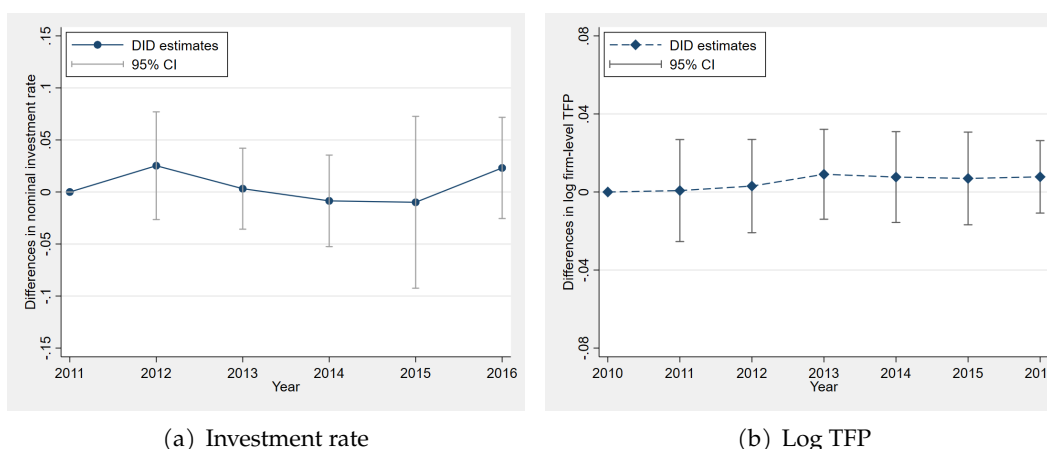 DID estimates
95% CI
Differences in nominal investment rate
.15
.1
.05
0
-.05
-.1
-.15
2011 2012 2013 2014 2015 2016
Year
(a) Investment rate
DID estimates
95% CI
Differences in log firm-level TFP
.08
.04
0
-.04
-.08
2010 2011 2012 2013 2014 2015
Year
(b) Log TFP